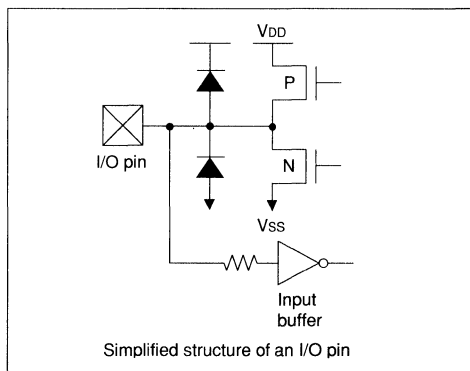 VDD
P
I/O pin
N
VSS
Input
buffer
Simplified structure of an I/O pin